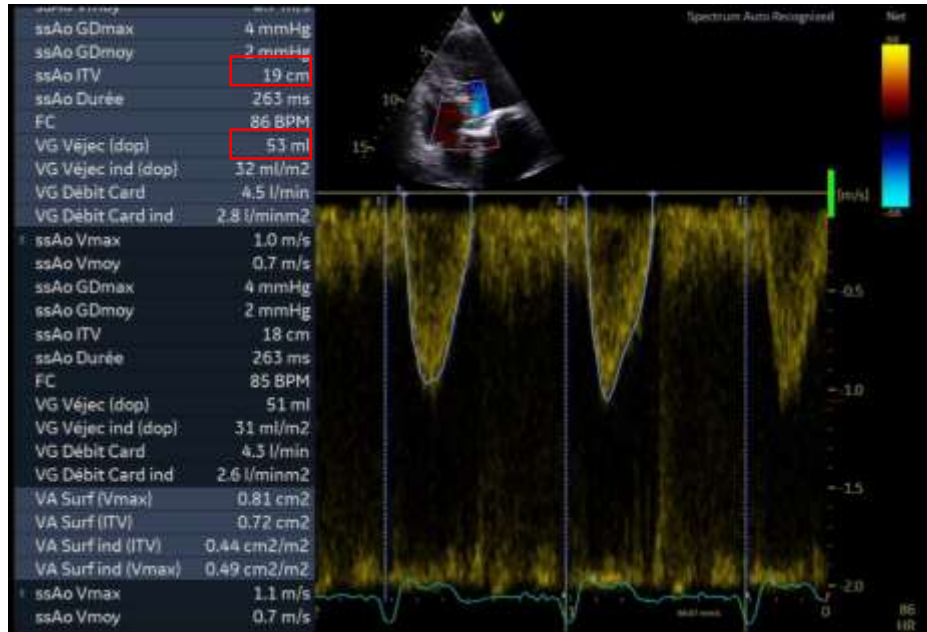 ssAo GDmax 4 mmHg
ssAo GDmoy 2 mmHg
ssAo ITV 19 cm
ssAo Durée 263 ms
FC 86 BPM
VG Véjec (dop) 53 ml
VG Véjec ind (dop) 32 ml/m2
VG Débit Card 4.5 l/min
VG Débit Card ind 2.8 l/minm2
ssAo Vmax 1.0 m/s
ssAo Vmoy 0.7 m/s
ssAo GDmax 4 mmHg
ssAo GDmoy 2 mmHg
ssAo ITV 18 cm
ssAo Durée 263 ms
FC 85 BPM
VG Véjec (dop) 51 ml
VG Véjec ind (dop) 31 ml/m2
VG Débit Card 4.3 l/min
VG Débit Card ind 2.6 l/minm2
VA Surf (Vmax) 0.81 cm2
VA Surf (ITV) 0.72 cm2
VA Surf ind (ITV) 0.44 cm2/m2
VA Surf ind (Vmax) 0.49 cm2/m2
ssAo Vmax 1.1 m/s
ssAo Vmoy 0.7 m/s
V
Spectrum Auto Recognized
Net
5
10
15
[m/s]
-0.5
-1.0
-1.5
-2.0
0
86
HR